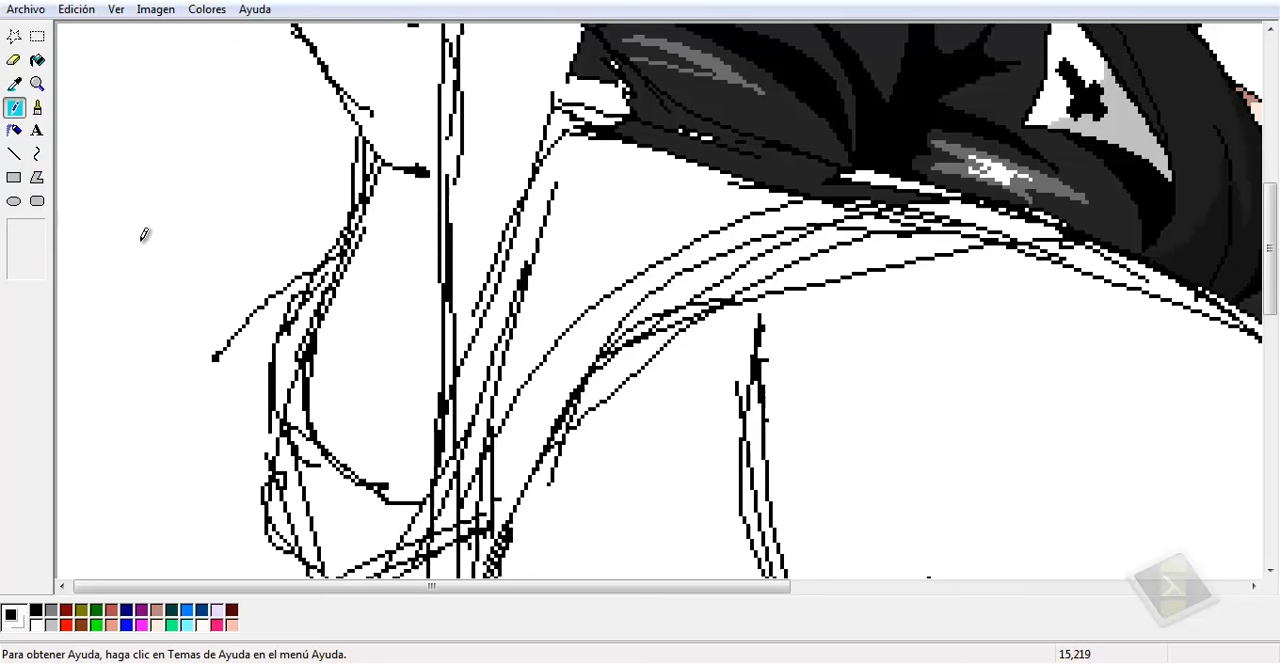 Archivo Edición Ver Imagen Colores Ayuda
A
Para obtener Ayuda, haga clic en Temas de Ayuda en el menú Ayuda. 15,219